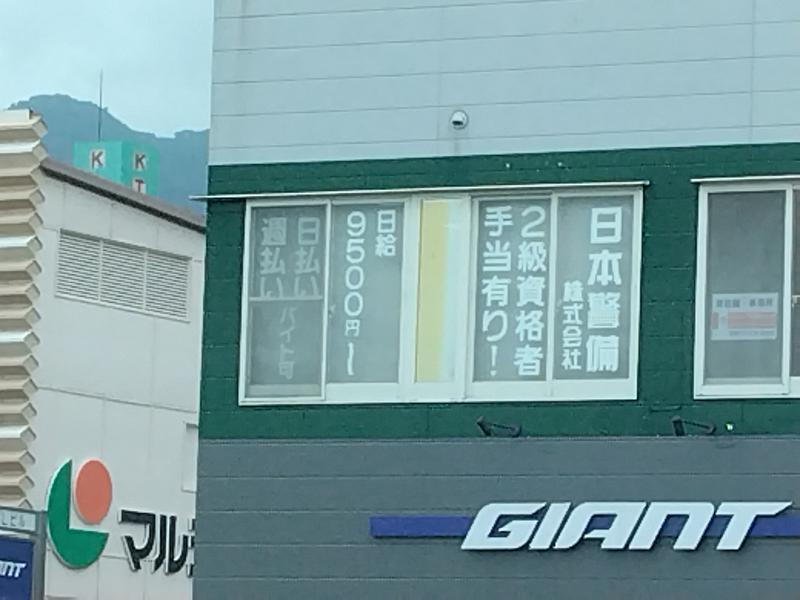 日本警備
株式会社
2級資格者
手当有り!
日給
9500円~
日払い
週払い
バイト可
GIANT
マルナ
K
K
KT